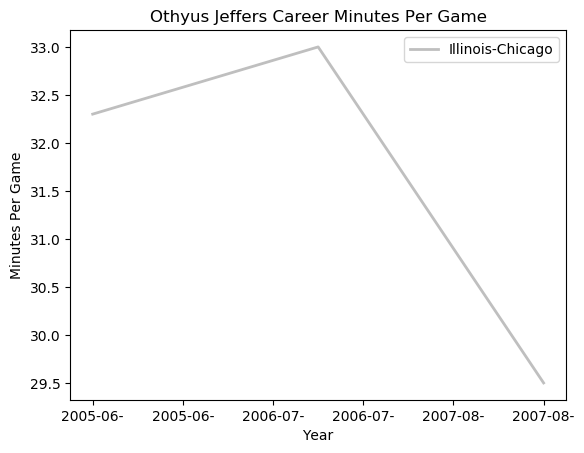 Othyus Jeffers Career Minutes Per Game
Illinois-Chicago
33.0
32.5
32.0
31.5
31.0
30.5
30.0
29.5
Minutes Per Game
2005-06- 2005-06- 2006-07- 2006-07- 2007-08- 2007-08-
Year